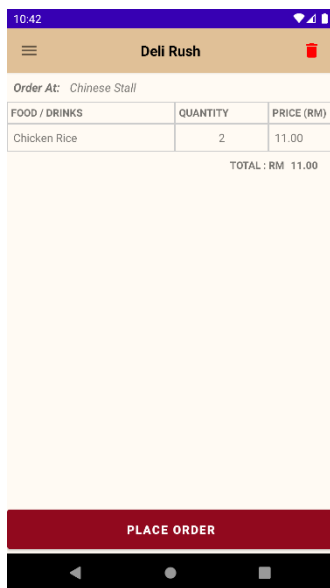 10:42
Deli Rush
Order At: Chinese Stall
FOOD / DRINKS QUANTITY PRICE (RM)
Chicken Rice 2 11.00
TOTAL : RM 11.00
PLACE ORDER